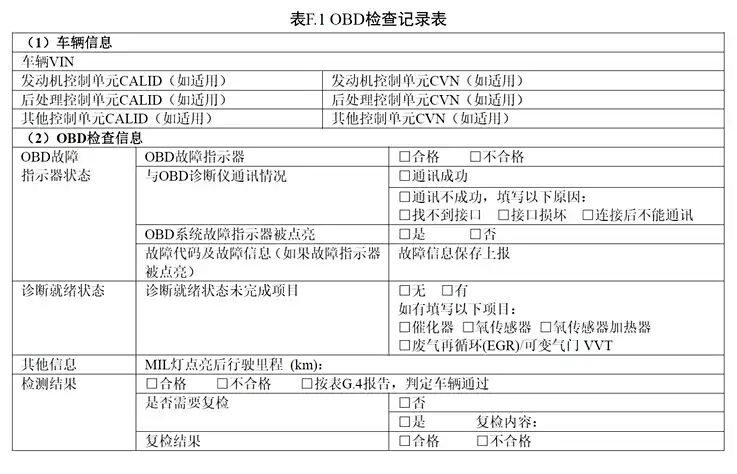 表F.1 OBD检查记录表
（1）车辆信息
车辆VIN
发动机控制单元CALID（如适用） 发动机控制单元CVN（如适用）
后处理控制单元CALID（如适用） 后处理控制单元CVN（如适用）
其他控制单元CALID（如适用） 其他控制单元CVN（如适用）
（2）OBD检查信息
OBD故障 OBD故障指示器 □合格 □不合格
指示器状态 与OBD诊断仪通讯情况 □通讯成功
□通讯不成功，填写以下原因：
□找不到接口 □接口损坏 □连接后不能通讯
OBD系统故障指示器被点亮 □是 □否
故障代码及故障信息（如果故障指示器 故障信息保存上报
被点亮）
诊断就绪状态 诊断就绪状态未完成项目 □无 □有
如有填写以下项目：
□催化器 □氧传感器 □氧传感器加热器
□废气再循环(EGR)/可变气门 VVT
其他信息 MIL灯点亮后行驶里程 (km)：
检测结果 □合格 □不合格 □按表G.4报告，判定车辆通过
是否需要复检 □否
□是 复检内容：
复检结果 □合格 □不合格